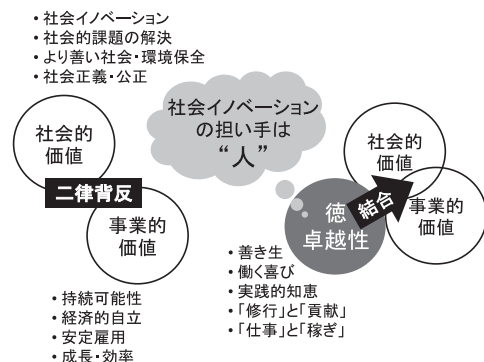 ・社会イノベーション
・社会的課題の解決
・より善い社会・環境保全
・社会正義・公正
社会的
価値
二律背反
事業的
価値
・持続可能性
・経済的自立
・安定雇用
・成長・効率
社会イノベーション
の担い手は
“人”
徳
卓越性
結合
社会的
価値
事業的
価値
・善き生
・働く喜び
・実践的知恵
・「修行」と「貢献」
・「仕事」と「稼ぎ」